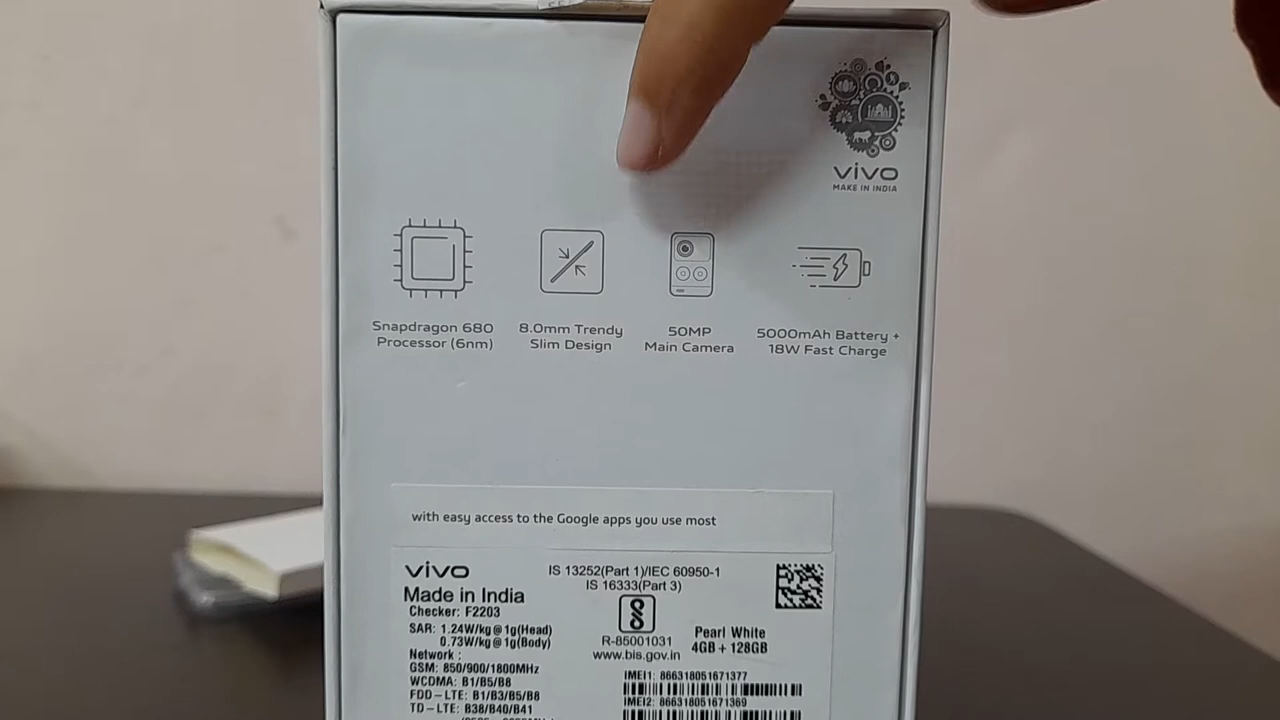 vivo
MAKE IN INDIA
Snapdragon 680
Processor (6nm)
8.0mm Trendy
Slim Design
50MP
Main Camera
5000mAh Battery +
18W Fast Charge
with easy access to the Google apps you use most
vivo
Made in India
Checker: F2203
SAR: 1.24W/kg@1g(Head)
0.73W/kg@1g(Body)
Network:
GSM: 850/900/1800MHz
WCDMA: B1/B5/B8
FDD-LTE: B1/B3/B5/B8
TD-LTE: B38/B40/B41
IS 13252(Part 1)/IEC 60950-1
IS 16333(Part 3)
R-85001031
www.bis.gov.in
Pearl White
4GB + 128GB
IMEI1: 866318051671377
IMEI2: 866318051671369